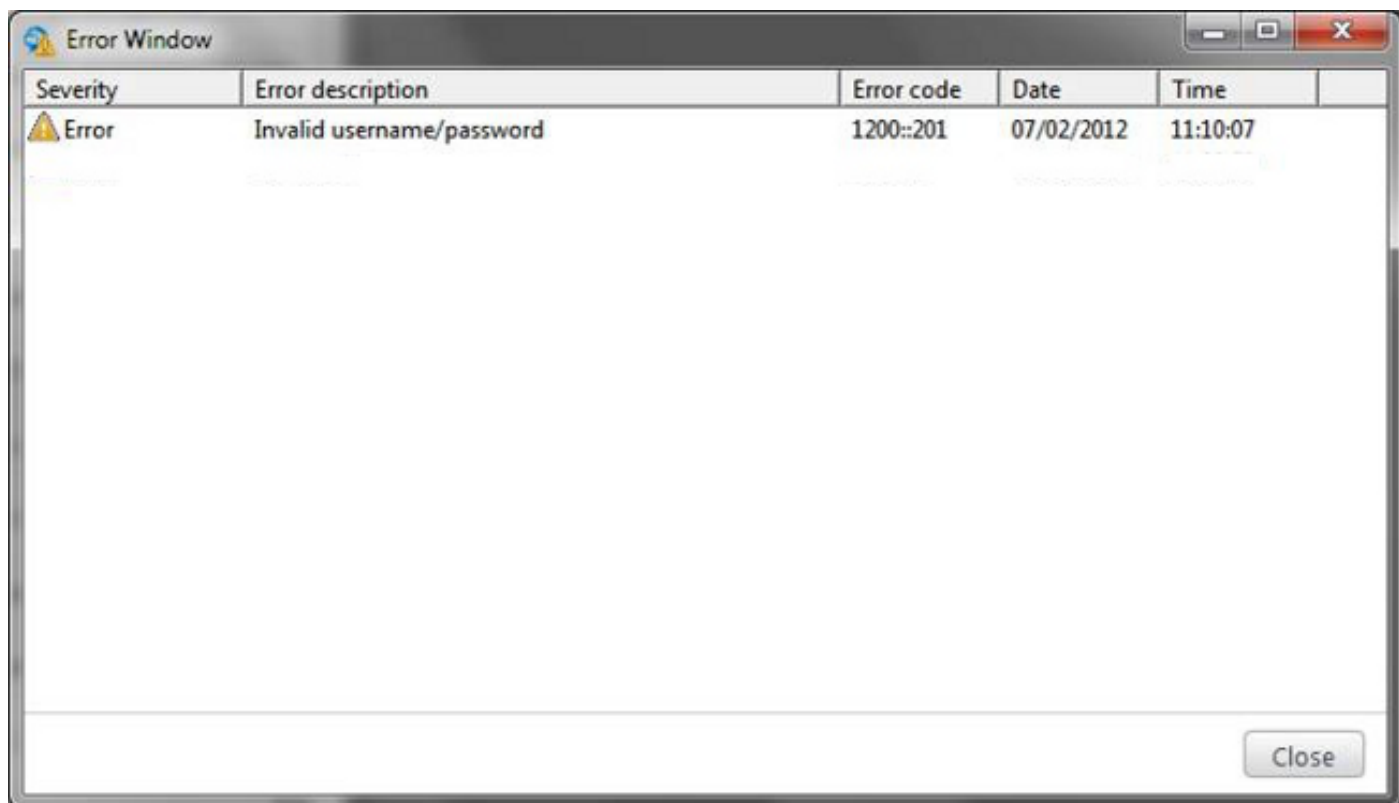 Error Window
Severity Error description Error code Date Time
Error Invalid username/password 1200::201 07/02/2012 11:10:07
Close